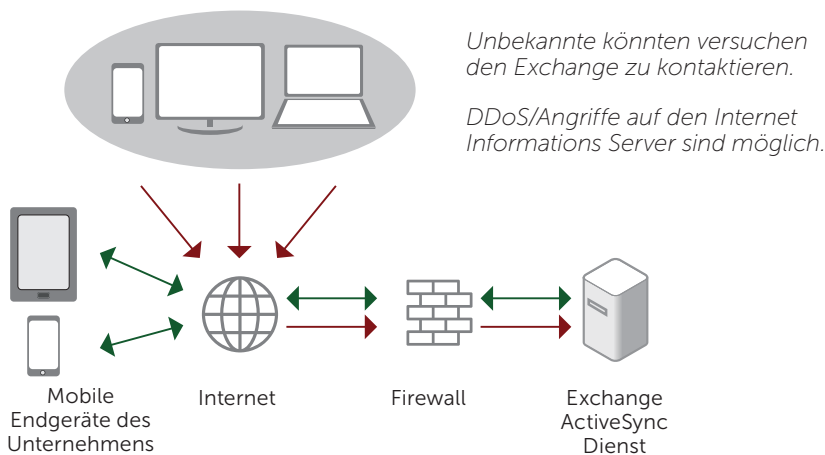 Unbekannte könnten versuchen
den Exchange zu kontaktieren.
DDoS/Angriffe auf den Internet
Informations Server sind möglich.
Mobile
Endgeräte des
Unternehmens
Internet
Firewall
Exchange
ActiveSync
Dienst